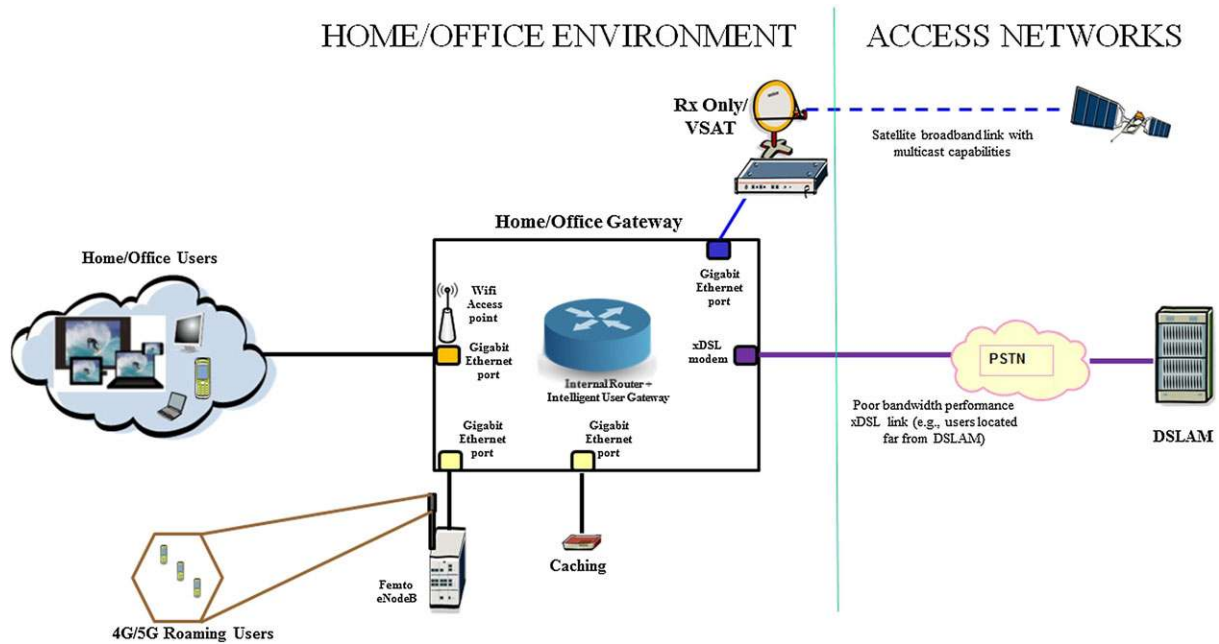 HOME/OFFICE ENVIRONMENT
ACCESS NETWORKS
Rx Only/
VSAT
Satellite broadband link with
multicast capabilities
Home/Office Gateway
Home/Office Users
Gigabit
Ethernet
port
Wifi
Access
point
Gigabit
Ethernet
port
xDSL
modem
PSTN
Internal Router +
Intelligent User Gateway
Poor bandwidth performance
xDSL link (e.g., users located
far from DSLAM)
DSLAM
Gigabit
Ethernet
port
Gigabit
Ethernet
port
Caching
Femto
eNodeB
4G/5G Roaming Users